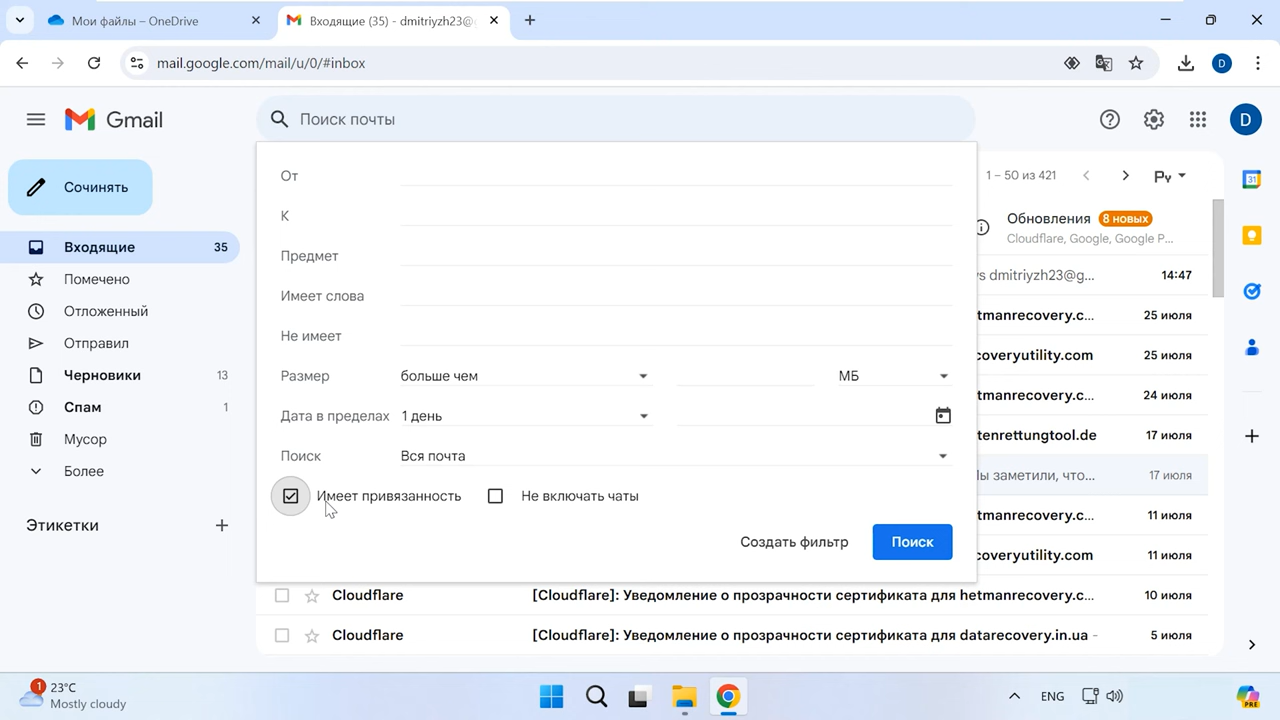 Мои файлы – OneDrive
Входящие (35) - dmitriyzh23@
mail.google.com/mail/u/0/#inbox
D
Gmail
Поиск почты
D
Сочинять
Входящие 35
Помечено
Отложенный
Отправил
Черновики 13
Спам 1
Мусор
Более
Этикетки
От
К
Предмет
Имеет слова
Не имеет
Размер больше чем МБ
Дата в пределах 1 день
Поиск Вся почта
Имеет привязанность Не включать чаты
Создать фильтр Поиск
1 – 50 из 421 Ру
Обновления 8 новых
Cloudflare, Google, Google P...
s dmitriyzh23@g... 14:47
tmanrecovery.c... 25 июля
coveryutility.com 25 июля
tmanrecovery.c... 24 июля
tenrettungtool.de 17 июля
ы заметили, что... 17 июля
tmanrecovery.c... 11 июля
coveryutility.com 11 июля
Cloudflare [Cloudflare]: Уведомление о прозрачности сертификата для hetmanrecovery.c... 10 июля
Cloudflare [Cloudflare]: Уведомление о прозрачности сертификата для datarecovery.in.ua - 5 июля
31
1
23°C
Mostly cloudy
ENG
PRE